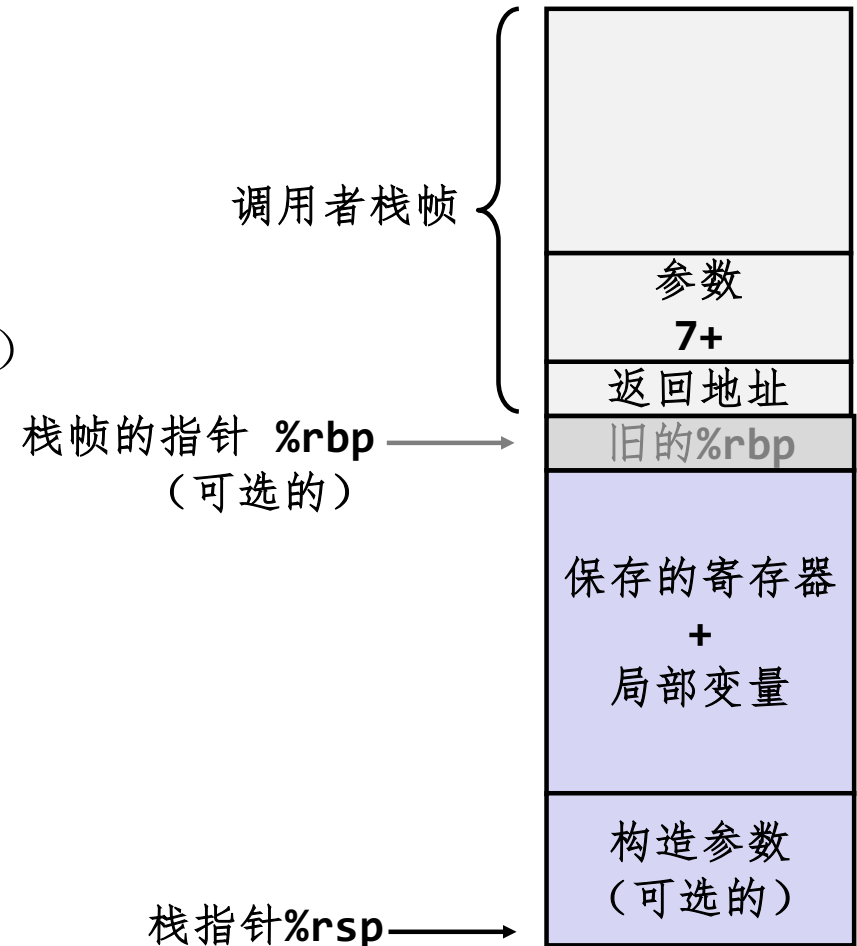 调用者栈帧
参数
7+
）
返回地址
栈帧的指针 %rbp
（可选的）
旧的%rbp
保存的寄存器
+
局部变量
构造参数
（可选的）
栈指针%rsp